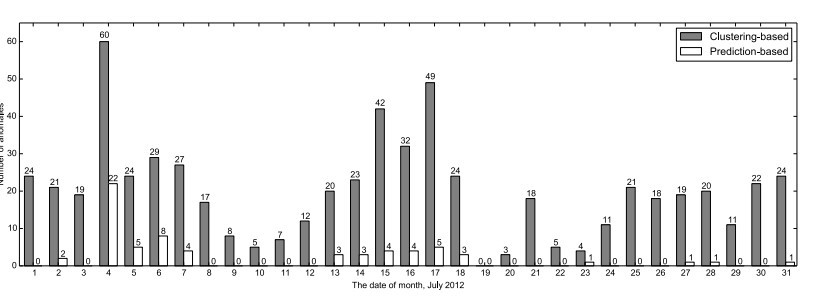 Clustering-based
Prediction-based
60
50
40
30
20
10
0
Number of anomalies
24 0 21 2 19 0 60 22 24 5 29 8 27 4 17 0 8 0 5 0 7 0 12 0 20 3 23 3 42 4 32 4 49 5 24 3 0 0 3 0 18 0 5 0 4 1 11 0 21 0 18 0 19 1 20 1 11 0 22 0 24 1
1 2 3 4 5 6 7 8 9 10 11 12 13 14 15 16 17 18 19 20 21 22 23 24 25 26 27 28 29 30 31
The date of month, July 2012